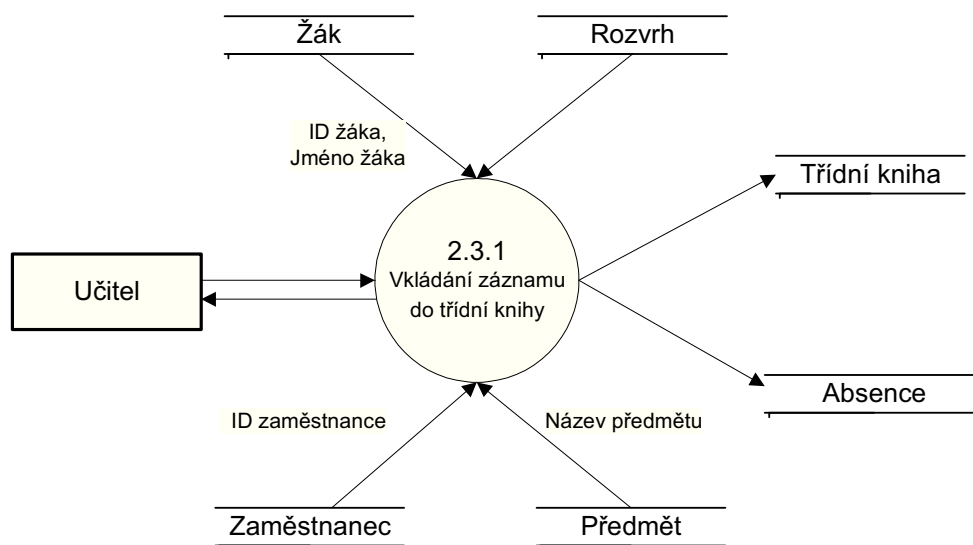 Žák
Rozvrh
ID žáka,
Jméno žáka
Třídní kniha
2.3.1
Vkládání záznamu
do třídní knihy
Učitel
Absence
ID zaměstnance
Název předmětu
Zaměstnanec
Předmět